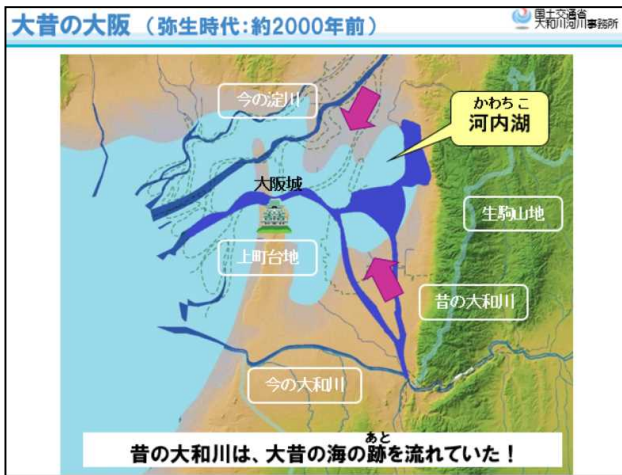 大昔の大阪（弥生時代：約2000年前）
国土交通省
大和川河川事務所
今の淀川
かわちこ
河内湖
大阪城
生駒山地
上町台地
昔の大和川
今の大和川
あと
昔の大和川は、大昔の海の跡を流れていた！